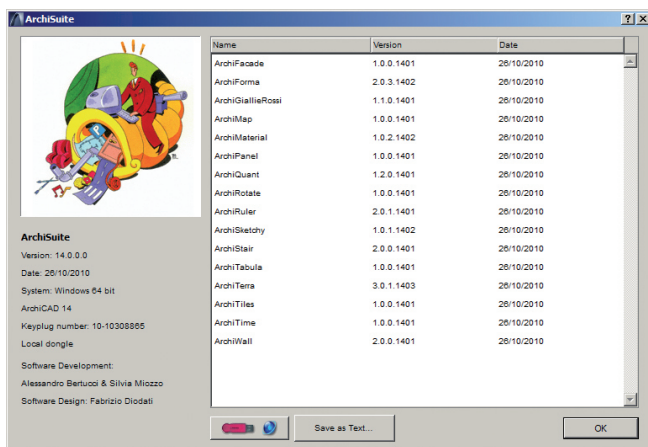 ArchiSuite
Name Version Date
ArchiFacade 1.0.0.1401 26/10/2010
ArchiForma 2.0.3.1402 26/10/2010
ArchiGiallieRossi 1.1.0.1401 26/10/2010
ArchiMap 1.0.0.1401 26/10/2010
ArchiMaterial 1.0.2.1402 26/10/2010
ArchiPanel 1.0.0.1401 26/10/2010
ArchiQuant 1.2.0.1401 26/10/2010
ArchiRotate 1.0.0.1401 26/10/2010
ArchiRuler 2.0.1.1401 26/10/2010
ArchiSketchy 1.0.1.1402 26/10/2010
ArchiStair 2.0.0.1401 26/10/2010
ArchiTabula 1.0.0.1401 26/10/2010
ArchiTerra 3.0.1.1403 26/10/2010
ArchiTiles 1.0.0.1401 26/10/2010
ArchiTime 1.0.0.1401 26/10/2010
ArchiWall 2.0.0.1401 26/10/2010
ArchiSuite
Version: 14.0.0.0
Date: 26/10/2010
System: Windows 64 bit
ArchiCAD 14
Keyplug number: 10-10308865
Local dongle
Software Development:
Alessandro Bertucci & Silvia Miozzo
Software Design: Fabrizio Diodati
Save as Text...
OK